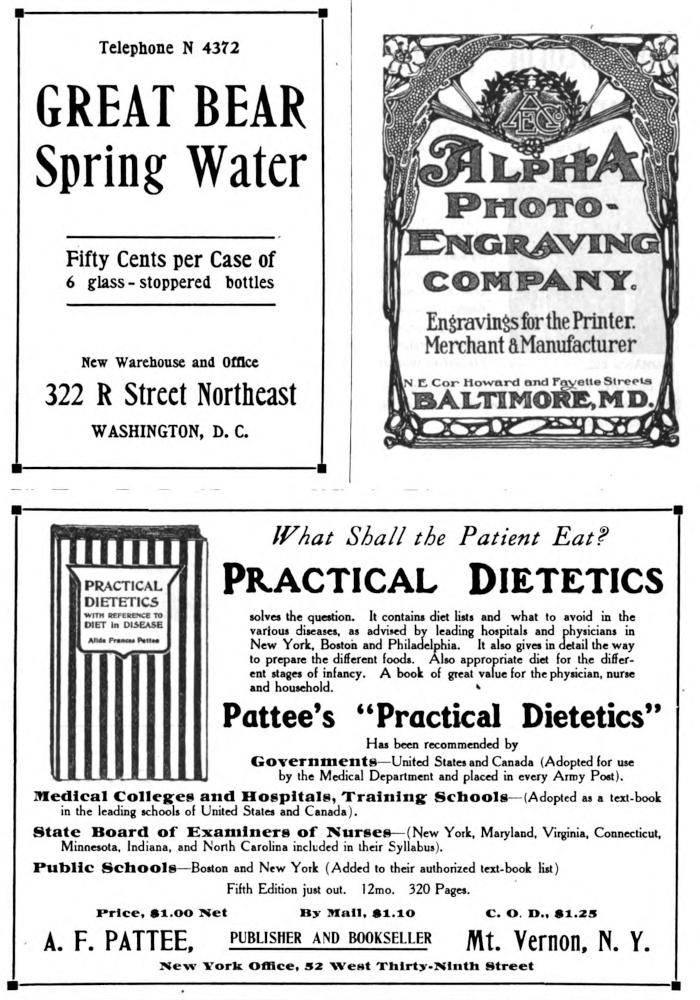 Telephone N 4372
GREAT BEAR
Spring Water
Fifty Cents per Case of
6 glass-stoppered bottles
New Warehouse and Office
322 R Street Northeast
WASHINGTON, D. C.
AECo
ALPHA
PHOTO-
ENGRAVING
COMPANY.
Engravings for the Printer.
Merchant & Manufacturer
N.E. Cor Howard and Fayette Streets
BALTIMORE, MD.
What Shall the Patient Eat?
PRACTICAL DIETETICS
solves the question. It contains diet lists and what to avoid in the
various diseases, as advised by leading hospitals and physicians in
New York, Boston and Philadelphia. It also gives in detail the way
to prepare the different foods. Also appropriate diet for the differ-
ent stages of infancy. A book of great value for the physician, nurse
and household.
PRACTICAL
DIETETICS
WITH REFERENCE TO
DIET in DISEASE
Alida Frances Pattee
Pattee's "Practical Dietetics"
Has been recommended by
Governments—United States and Canada (Adopted for use
by the Medical Department and placed in every Army Post).
Medical Colleges and Hospitals, Training Schools—(Adopted as a text-book
in the leading schools of United States and Canada).
State Board of Examiners of Nurses—(New York, Maryland, Virginia, Connecticut,
Minnesota, Indiana, and North Carolina included in their Syllabus).
Public Schools—Boston and New York (Added to their authorized text-book list)
Fifth Edition just out. 12mo. 320 Pages.
Price, $1.00 Net By Mail, $1.10 C. O. D., $1.25
A. F. PATTEE, PUBLISHER AND BOOKSELLER Mt. Vernon, N. Y.
New York Office, 52 West Thirty-Ninth Street